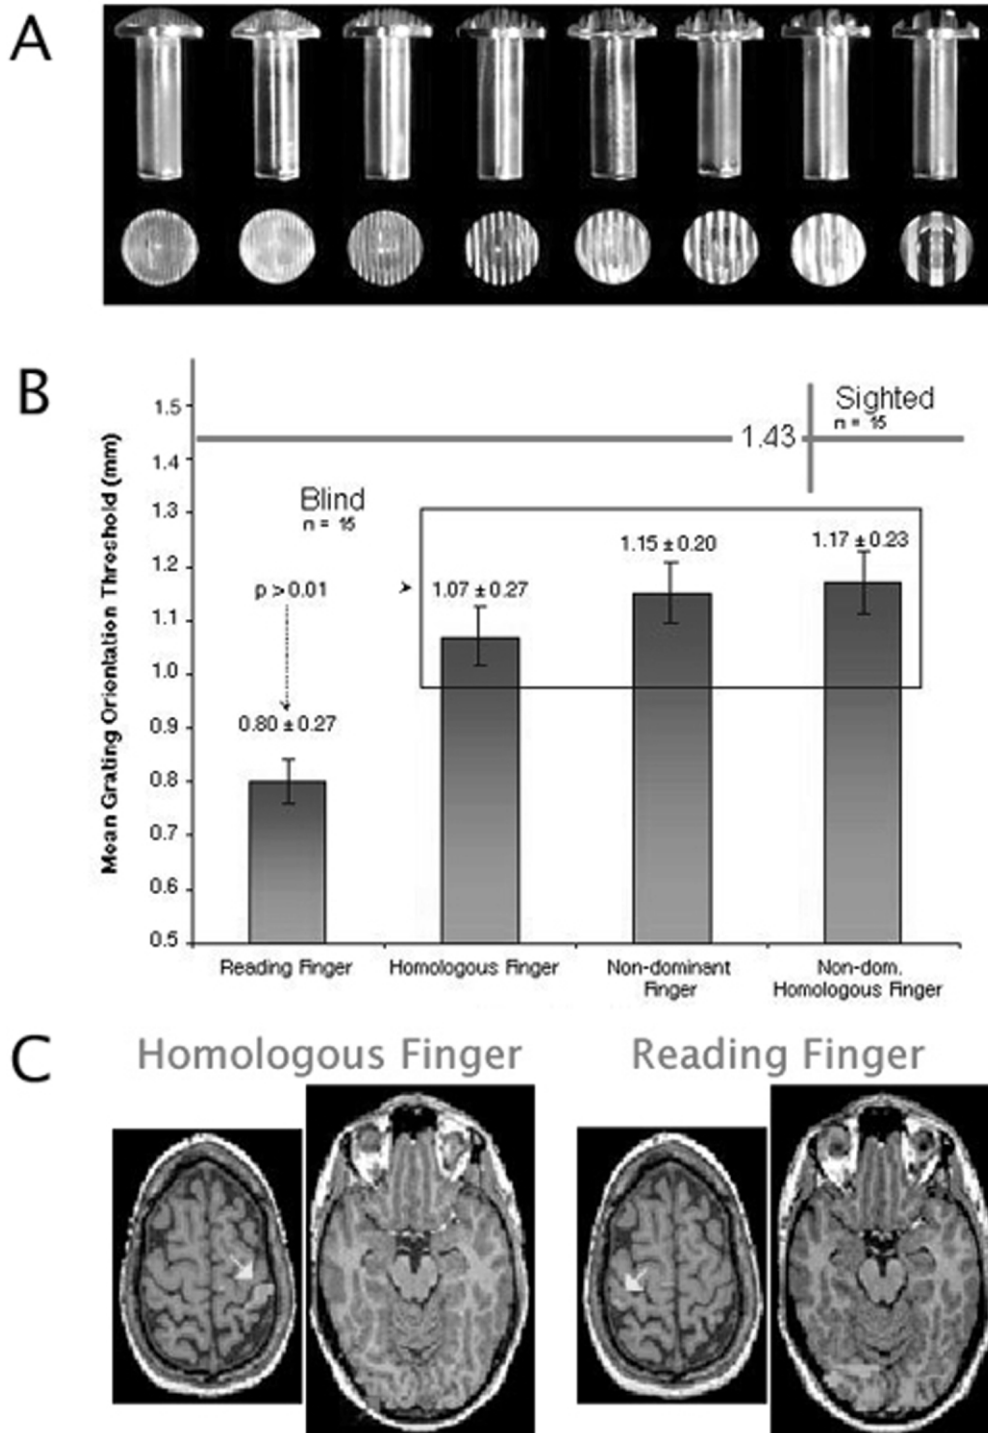 A
B
1.5
1.4
1.3
1.2
1.1
1.0
0.9
0.8
0.7
0.6
0.5
Mean Grating Oriontation Threshold (mm)
Sighted
n = 15
1.43
Blind
n = 15
p > 0.01
0.80 ± 0.27
1.07 ± 0.27
1.15 ± 0.20
1.17 ± 0.23
Reading Finger
Homologous Finger
Non-dominant
Finger
Non-dom.
Homologous Finger
C
Homologous Finger
Reading Finger